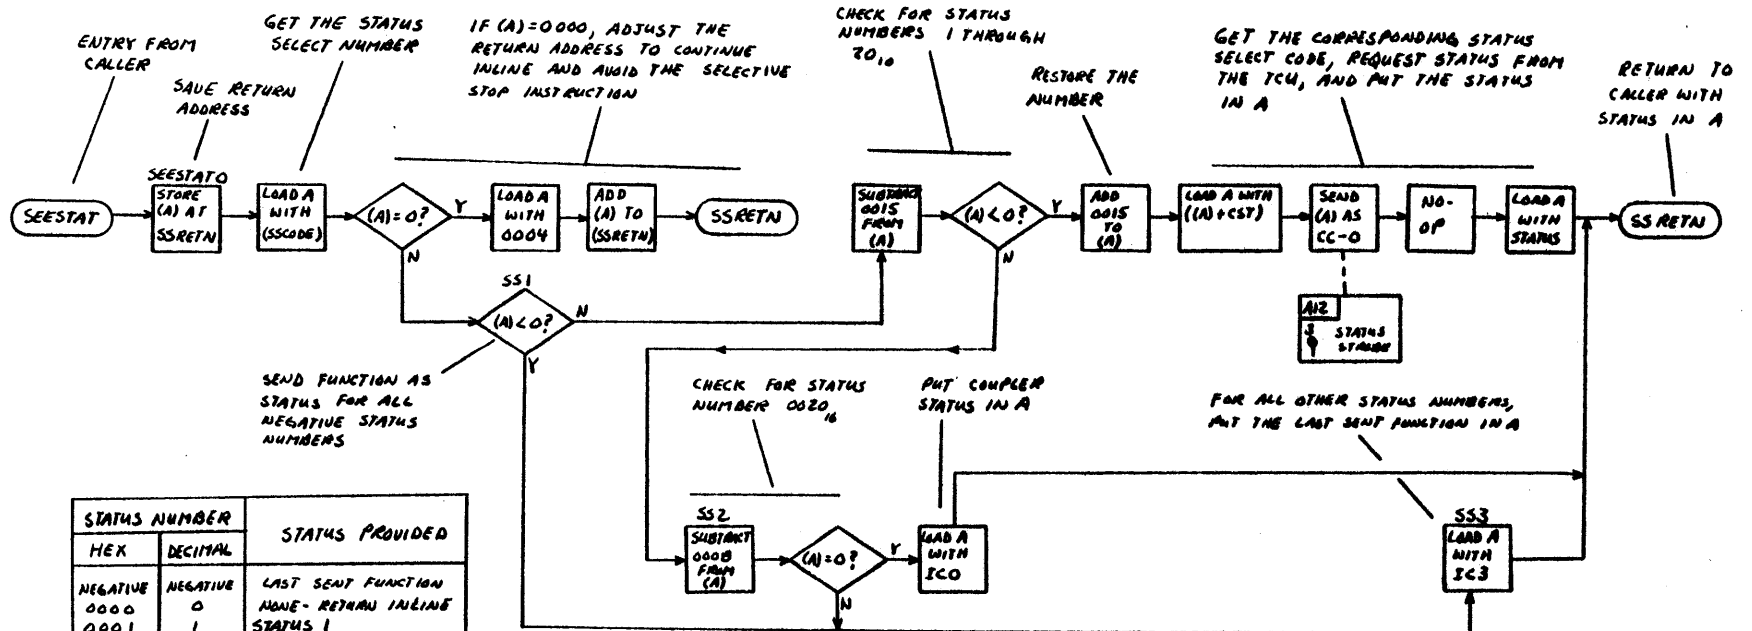 ENTRY FROM
CALLER
SAVE RETURN
ADDRESS
GET THE STATUS
SELECT NUMBER
IF (A)=0000, ADJUST THE
RETURN ADDRESS TO CONTINUE
INLINE AND AVOID THE SELECTIVE
STOP INSTRUCTION
CHECK FOR STATUS
NUMBERS 1 THROUGH
20₁₀
RESTORE THE
NUMBER
GET THE CORRESPONDING STATUS
SELECT CODE, REQUEST STATUS FROM
THE TCU, AND PUT THE STATUS
IN A
RETURN TO
CALLER WITH
STATUS IN A
SEESTAT
SEESTAT0
STORE
(A) AT
SSRETN
LOAD A
WITH
(SSCODE)
(A)=0?
Y
N
LOAD A
WITH
0004
ADD
(A) TO
(SSRETN)
SSRETN
SUBTRACT
0015
FROM
(A)
(A)<0?
Y
N
ADD
0015
TO
(A)
LOAD A WITH
((A)+CST)
SEND
(A) AS
CC-0
NO-
OP
LOAD A
WITH
STATUS
SSRETN
SS1
(A)<0?
N
Y
A12
3
STATUS
STROBE
SEND FUNCTION AS
STATUS FOR ALL
NEGATIVE STATUS
NUMBERS
CHECK FOR STATUS
NUMBER 0020₁₆
PUT COUPLER
STATUS IN A
FOR ALL OTHER STATUS NUMBERS,
PUT THE LAST SENT FUNCTION IN A
SS2
SUBTRACT
000B
FROM
(A)
(A)=0?
Y
N
LOAD A
WITH
IC0
SS3
LOAD A
WITH
IC3
STATUS NUMBER
STATUS PROVIDED
HEX DECIMAL
NEGATIVE NEGATIVE LAST SENT FUNCTION
0000 0 NONE - RETURN INLINE
0001 1 STATUS 1